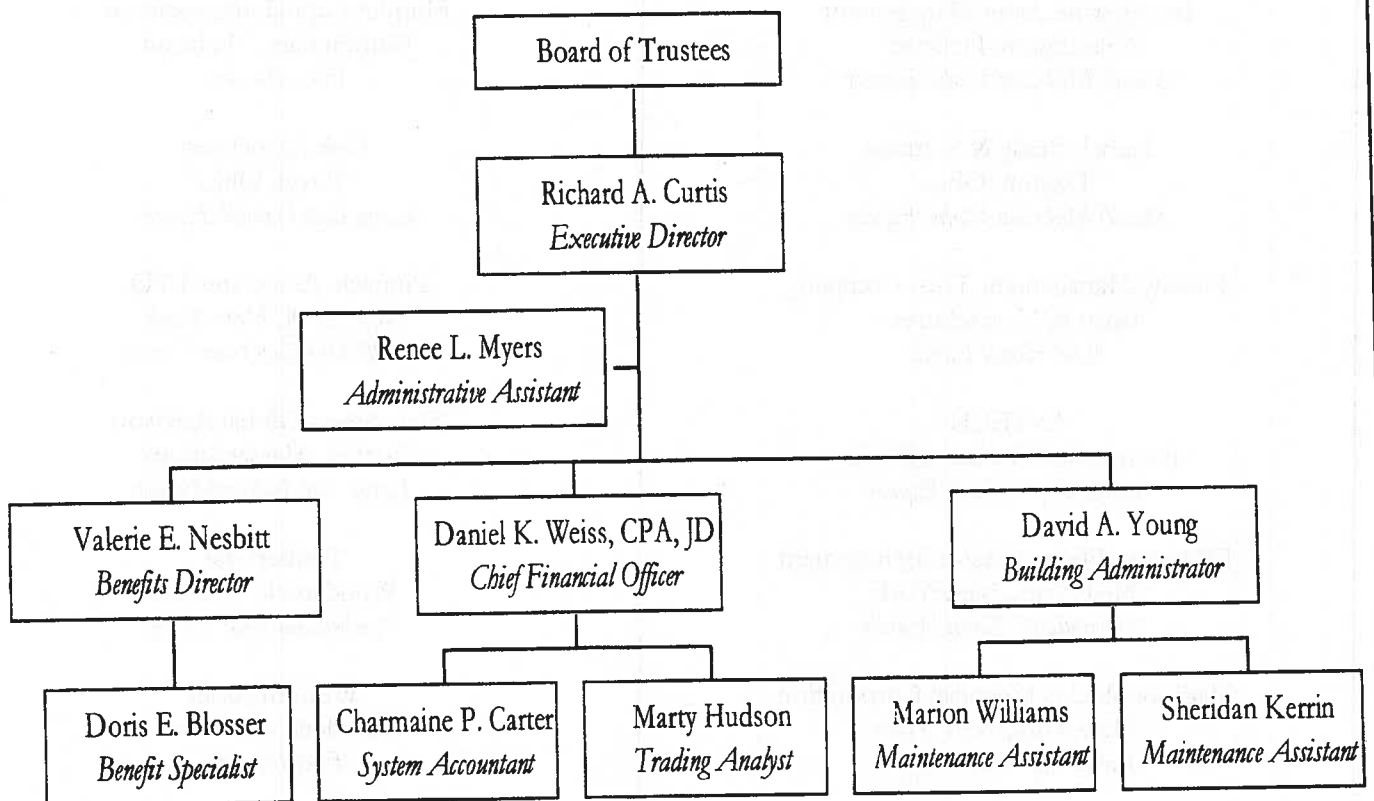 Board of Trustees
Richard A. Curtis
Executive Director
Renee L. Myers
Administrative Assistant
Valerie E. Nesbitt
Benefits Director
Daniel K. Weiss, CPA, JD
Chief Financial Officer
David A. Young
Building Administrator
Doris E. Blosser
Benefit Specialist
Charmaine P. Carter
System Accountant
Marty Hudson
Trading Analyst
Marion Williams
Maintenance Assistant
Sheridan Kerrin
Maintenance Assistant